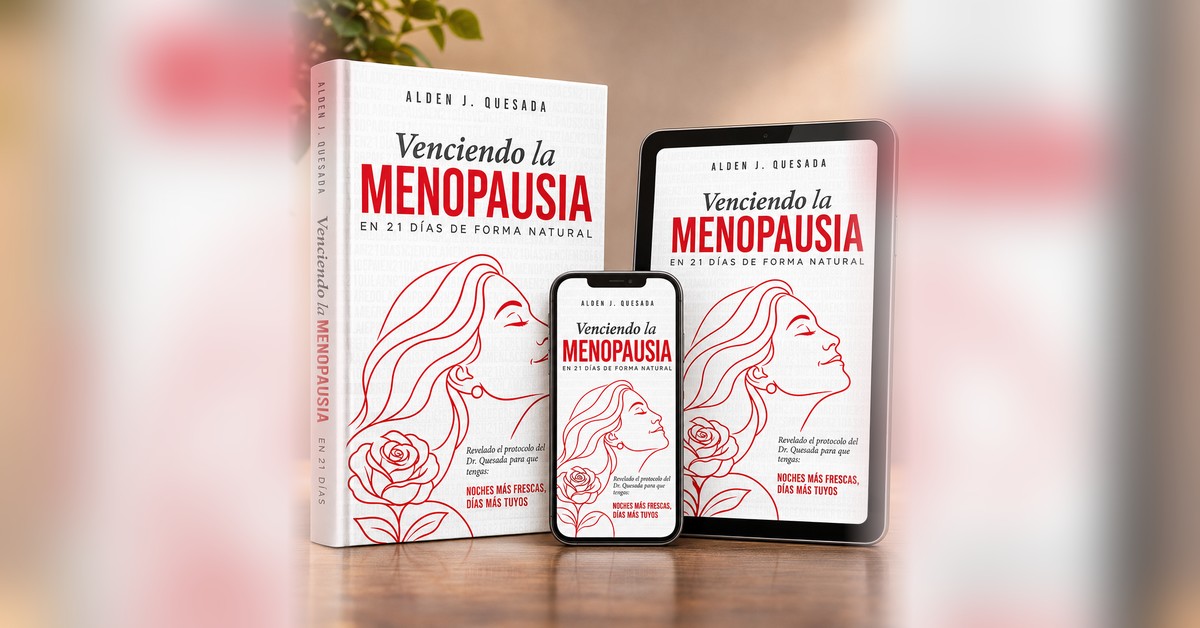 ALDEN J. QUESADA
Venciendo la
MENOPAUSIA
EN 21 DÍAS DE FORMA NATURAL
Revelado el protocolo del
Dr. Quesada para que
tengas:
NOCHES MÁS FRESCAS,
DÍAS MÁS TUYOS
ALDEN J. QUESADA Venciendo la MENOPAUSIA EN 21 DÍAS
ALDEN J. QUESADA
Venciendo la
MENOPAUSIA
EN 21 DÍAS DE FORMA NATURAL
Revelado el protocolo del
Dr. Quesada para que
tengas:
NOCHES MÁS FRESCAS,
DÍAS MÁS TUYOS
ALDEN J. QUESADA
Venciendo la
MENOPAUSIA
EN 21 DÍAS DE FORMA NATURAL
Revelado el protocolo del
Dr. Quesada para que
tengas:
NOCHES MÁS FRESCAS,
DÍAS MÁS TUYOS